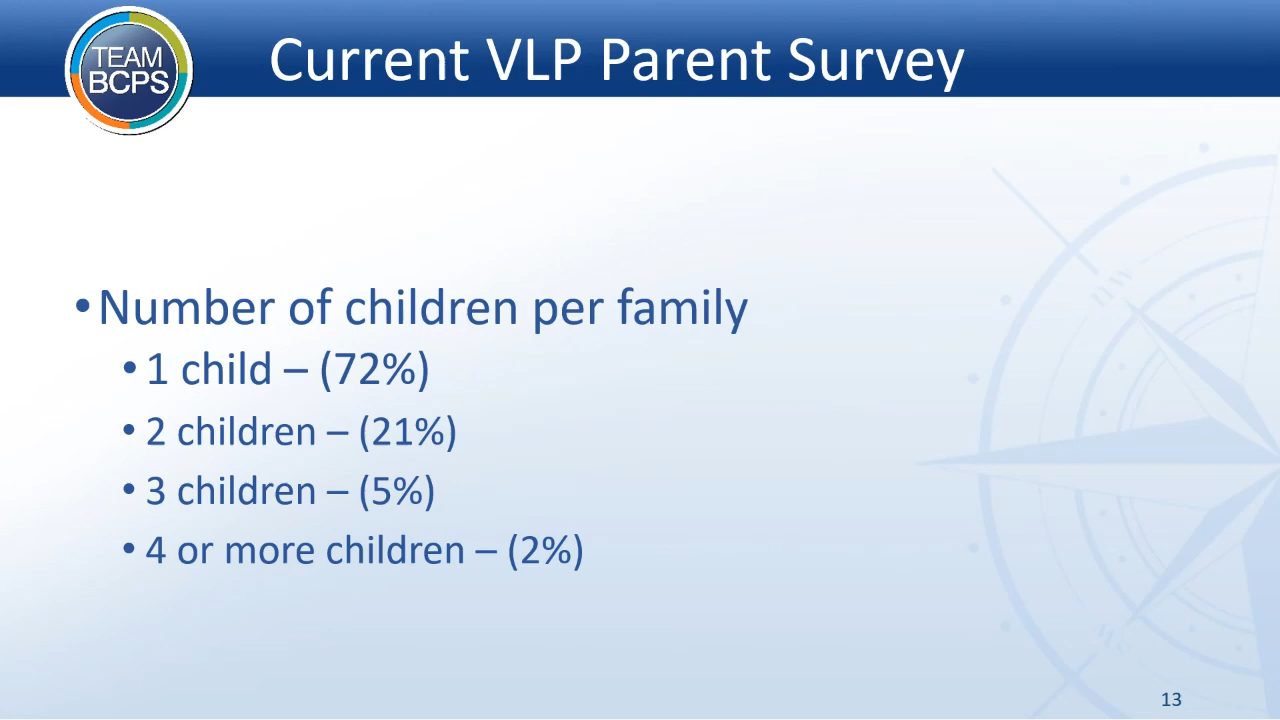 TEAM
BCPS
Current VLP Parent Survey
•Number of children per family
•1 child – (72%)
•2 children – (21%)
•3 children – (5%)
•4 or more children – (2%)
13